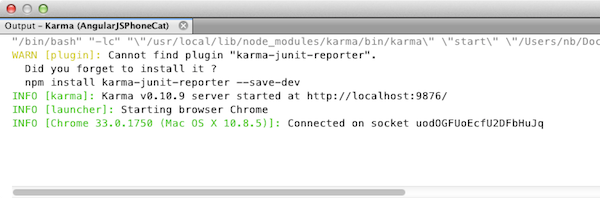 Output – Karma (AngularJSPhoneCat)
"/bin/bash" "-lc" "\"/usr/local/lib/node_modules/karma/bin/karma\" \"start\" \"/Users/nb/Doc
WARN [plugin]: Cannot find plugin "karma-junit-reporter".
Did you forget to install it ?
npm install karma-junit-reporter --save-dev
INFO [karma]: Karma v0.10.9 server started at http://localhost:9876/
INFO [launcher]: Starting browser Chrome
INFO [Chrome 33.0.1750 (Mac OS X 10.8.5)]: Connected on socket uodOGFUoEcfU2DFbHuJq